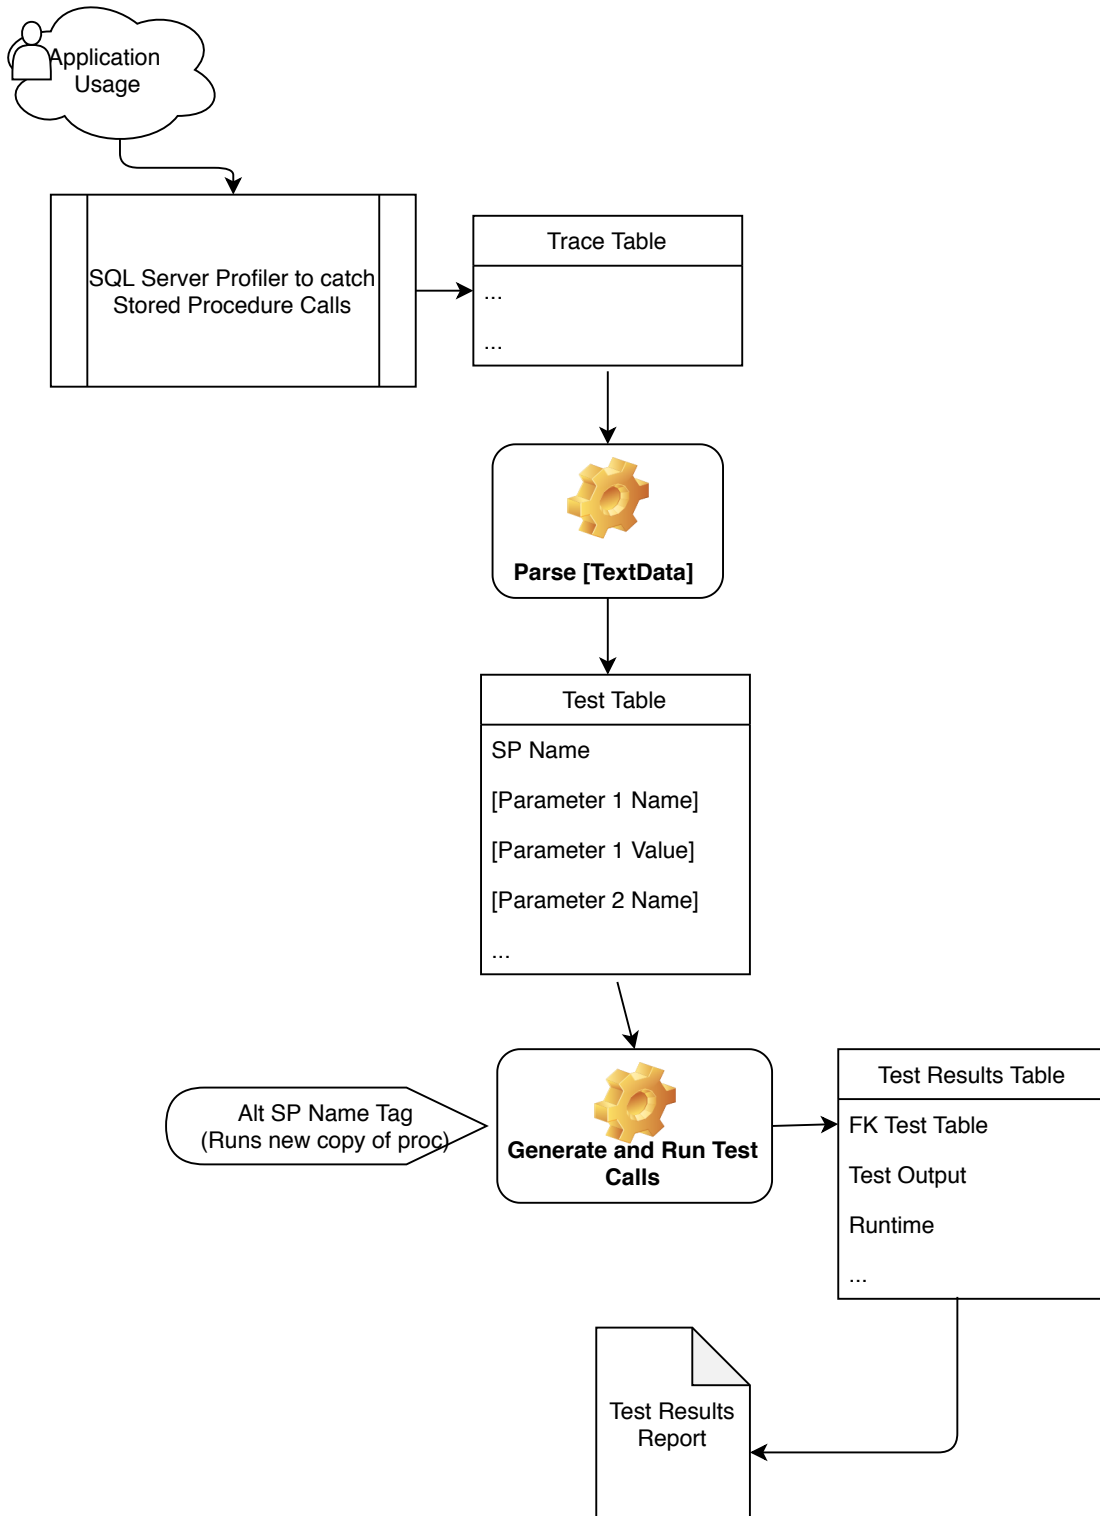 Application
Usage
SQL Server Profiler to catch
Stored Procedure Calls
Trace Table
...
...
Parse [TextData]
Test Table
SP Name
[Parameter 1 Name]
[Parameter 1 Value]
[Parameter 2 Name]
...
Alt SP Name Tag
(Runs new copy of proc)
Generate and Run Test
Calls
Test Results Table
FK Test Table
Test Output
Runtime
...
Test Results
Report